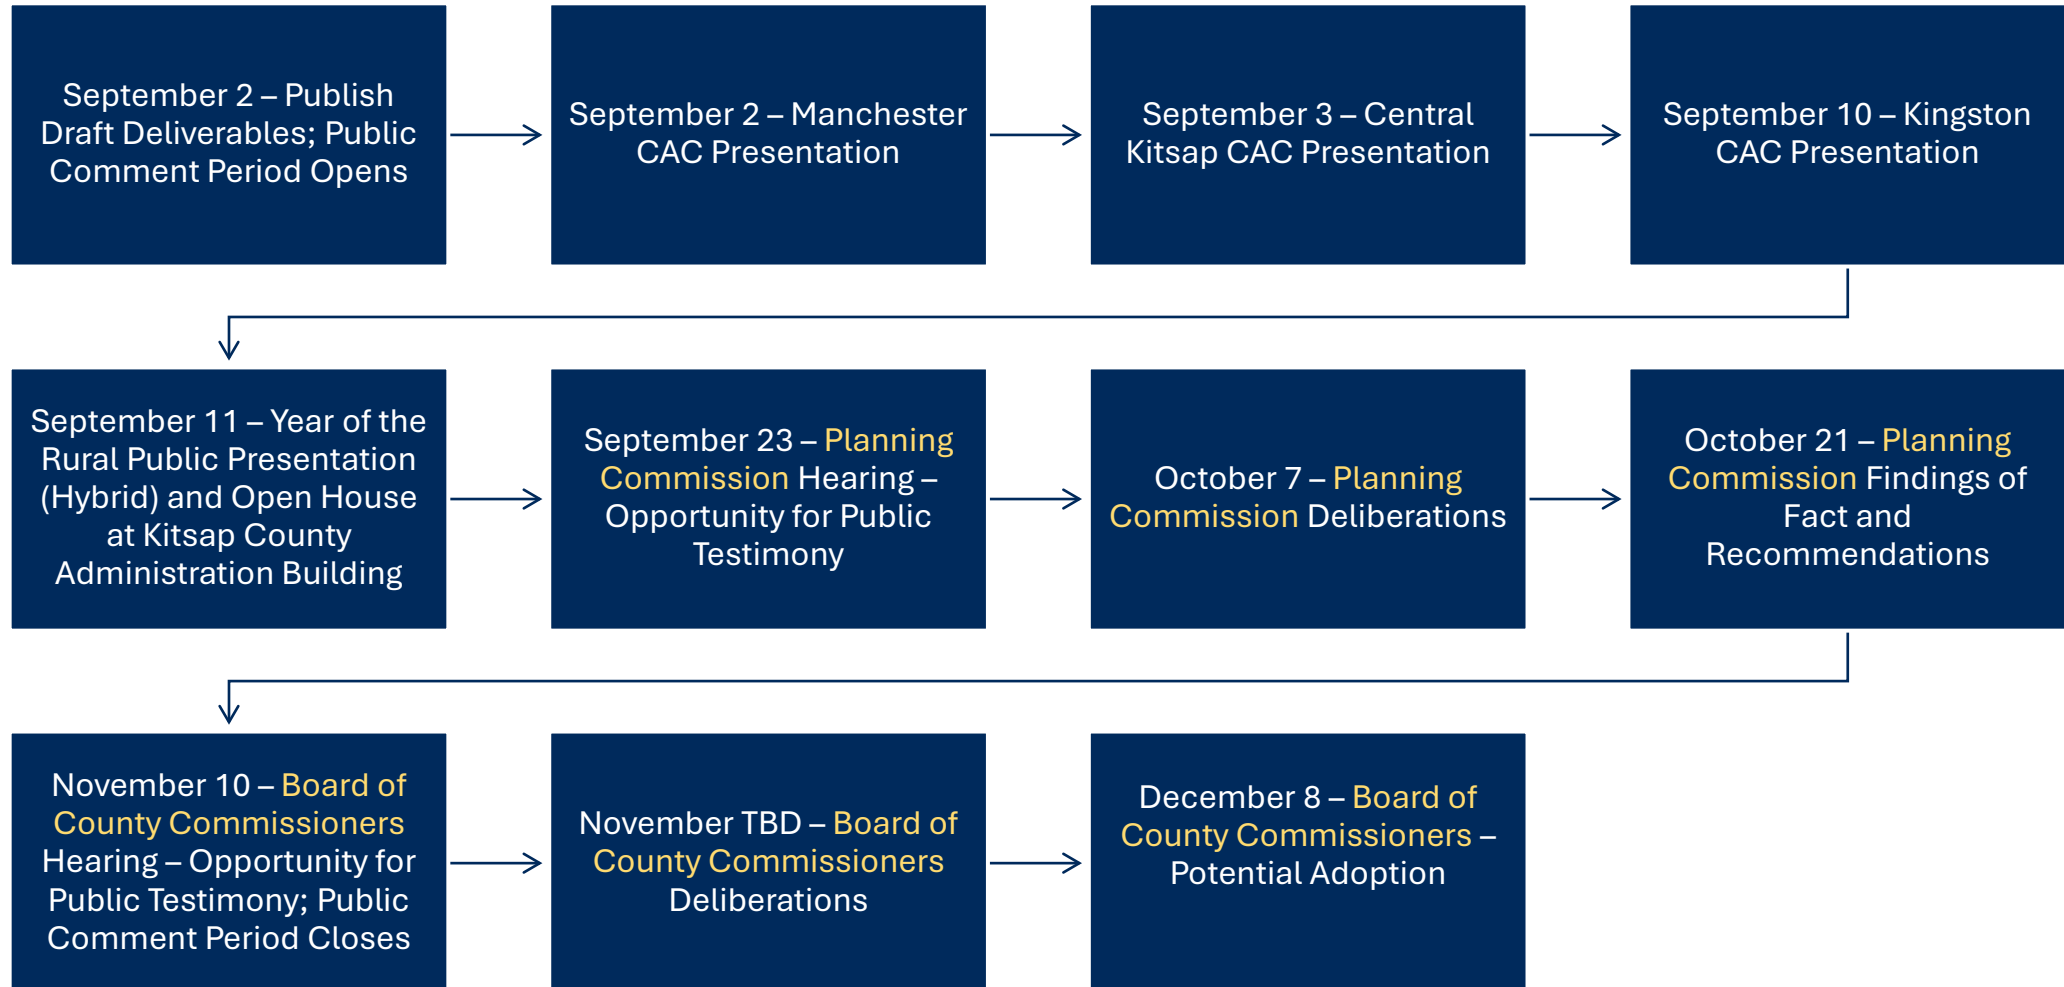 September 2 – Publish
Draft Deliverables; Public
Comment Period Opens
September 2 – Manchester
CAC Presentation
September 3 – Central
Kitsap CAC Presentation
September 10 – Kingston
CAC Presentation
September 11 – Year of the
Rural Public Presentation
(Hybrid) and Open House
at Kitsap County
Administration Building
September 23 – Planning
Commission Hearing –
Opportunity for Public
Testimony
October 7 – Planning
Commission Deliberations
October 21 – Planning
Commission Findings of
Fact and
Recommendations
November 10 – Board of
County Commissioners
Hearing – Opportunity for
Public Testimony; Public
Comment Period Closes
November TBD – Board of
County Commissioners
Deliberations
December 8 – Board of
County Commissioners –
Potential Adoption